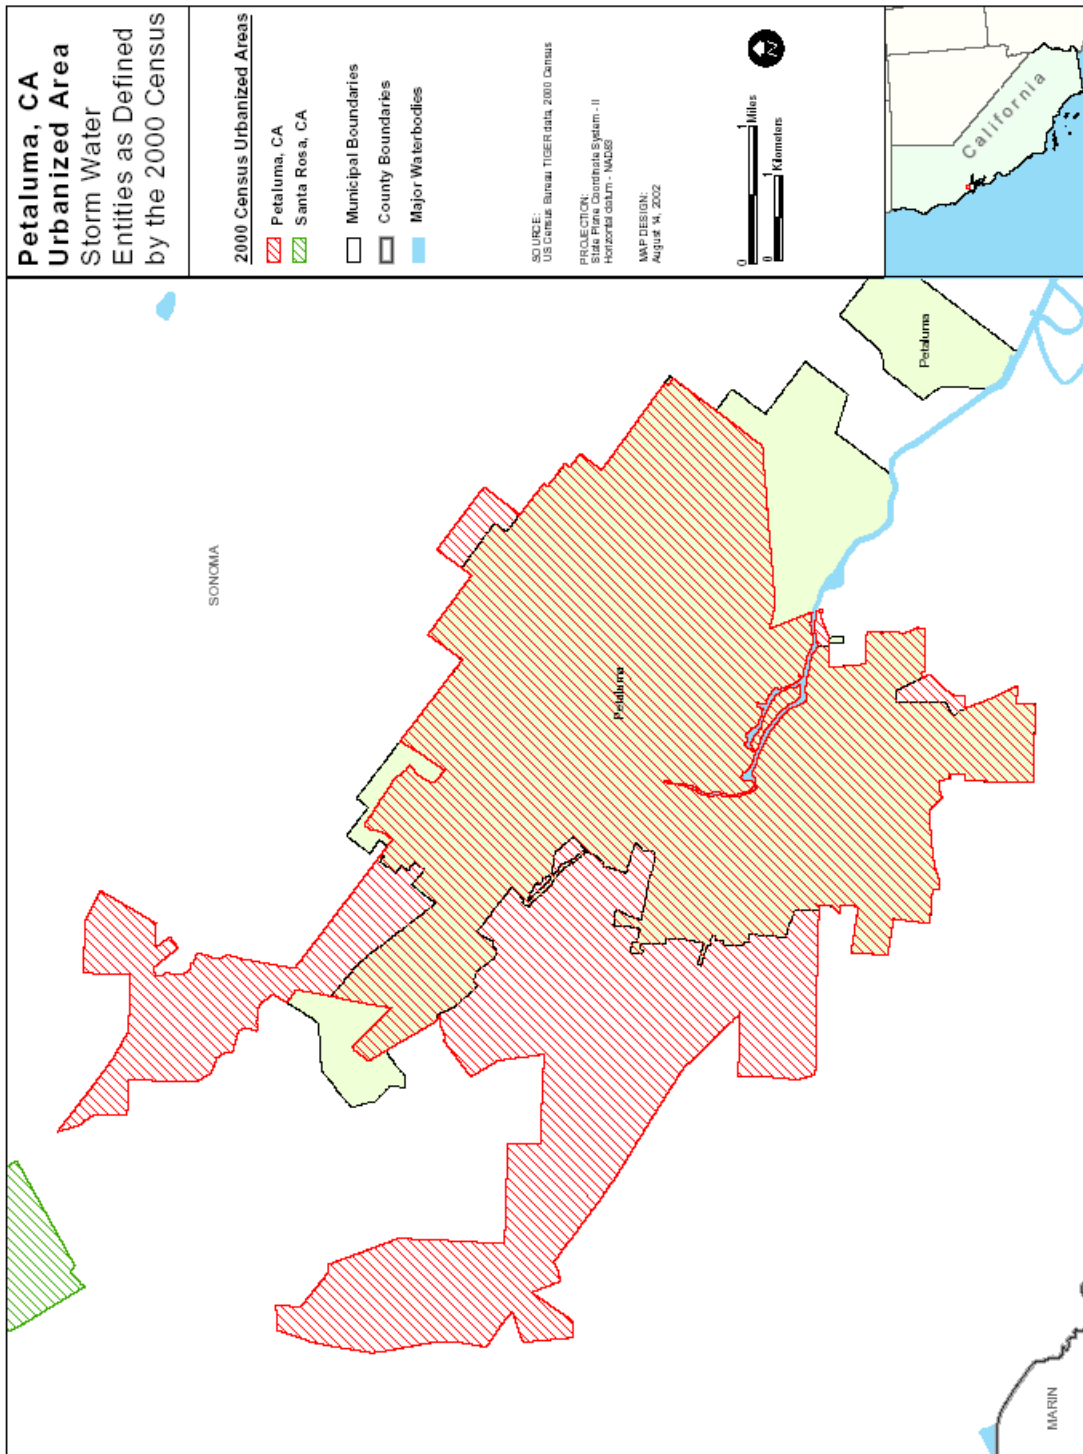 Petaluma, CA
Urbanized Area
Storm Water
Entities as Defined
by the 2000 Census
2000 Census Urbanized Areas
Petaluma, CA
Santa Rosa, CA
Municipal Boundaries
County Boundaries
Major Waterbodies
SOURCE:
US Census Bureau TIGER data, 2000 Census
PROJECTION:
State Plane Coordinate System - II
Horizontal datum - NAD83
MAP DESIGN:
August 14, 2002
0 1 Miles
0 1 Kilometers
N
California
SONOMA
Petaluma
Petaluma
MARIN